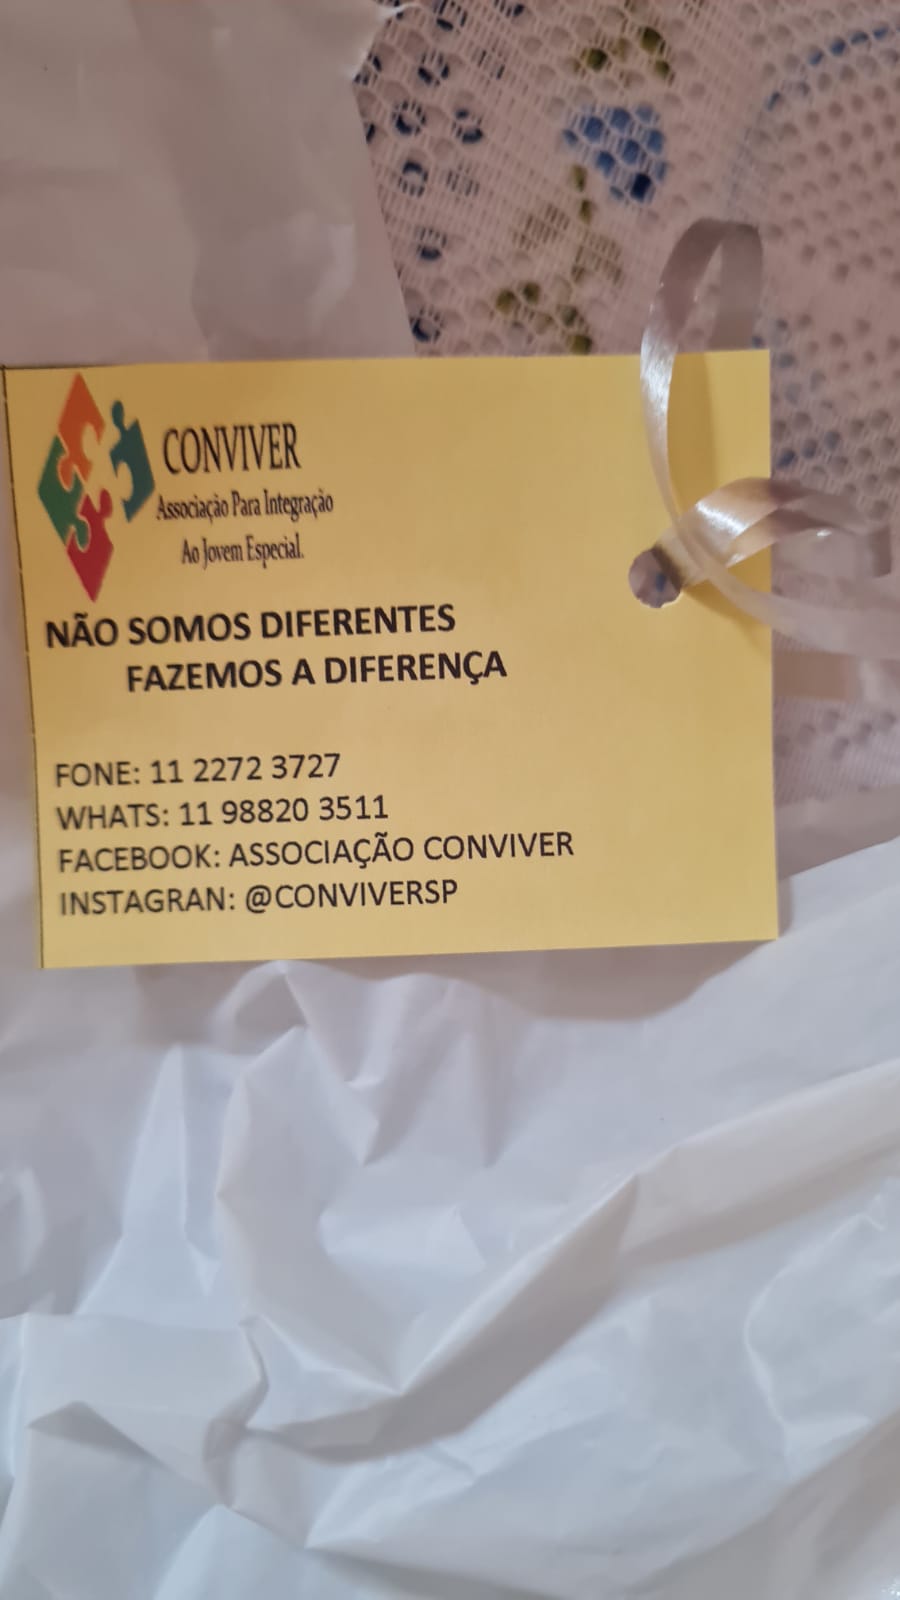 CONVIVER
Associação Para Integração
Ao Jovem Especial.
NÃO SOMOS DIFERENTES
FAZEMOS A DIFERENÇA
FONE: 11 2272 3727
WHATS: 11 98820 3511
FACEBOOK: ASSOCIAÇÃO CONVIVER
INSTAGRAN: @CONVIVERSP